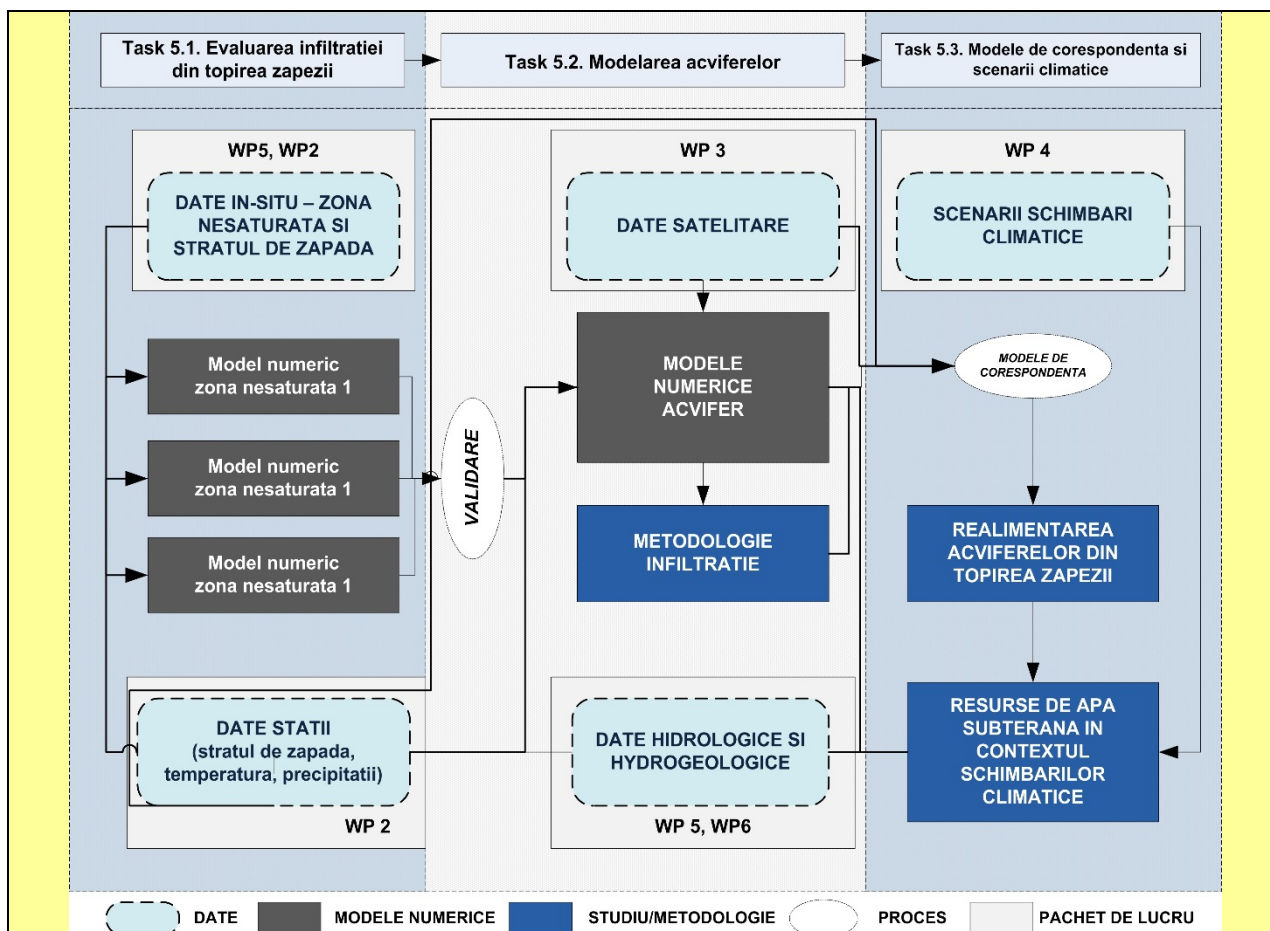 Task 5.1. Evaluarea infiltratiei
din topirea zapezii
Task 5.2. Modelarea acviferelor
Task 5.3. Modele de corespondenta si
scenarii climatice
WP5, WP2
DATE IN-SITU – ZONA
NESATURATA SI
STRATUL DE ZAPADA
WP 3
DATE SATELITARE
WP 4
SCENARII SCHIMBARI
CLIMATICE
Model numeric
zona nesaturata 1
Model numeric
zona nesaturata 1
Model numeric
zona nesaturata 1
VALIDARE
MODELE
NUMERICE
ACVIFER
METODOLOGIE
INFILTRATIE
MODELE DE
CORESPONDENTA
REALIMENTAREA
ACVIFERELOR DIN
TOPIREA ZAPEZII
DATE STATII
(stratul de zapada,
temperatura, precipitatii)
WP 2
DATE HIDROLOGICE SI
HYDROGEOLOGICE
WP 5, WP6
RESURSE DE APA
SUBTERANA IN
CONTEXTUL
SCHIMBARILOR
CLIMATICE
DATE
MODELE NUMERICE
STUDIU/METODOLOGIE
PROCES
PACHET DE LUCRU